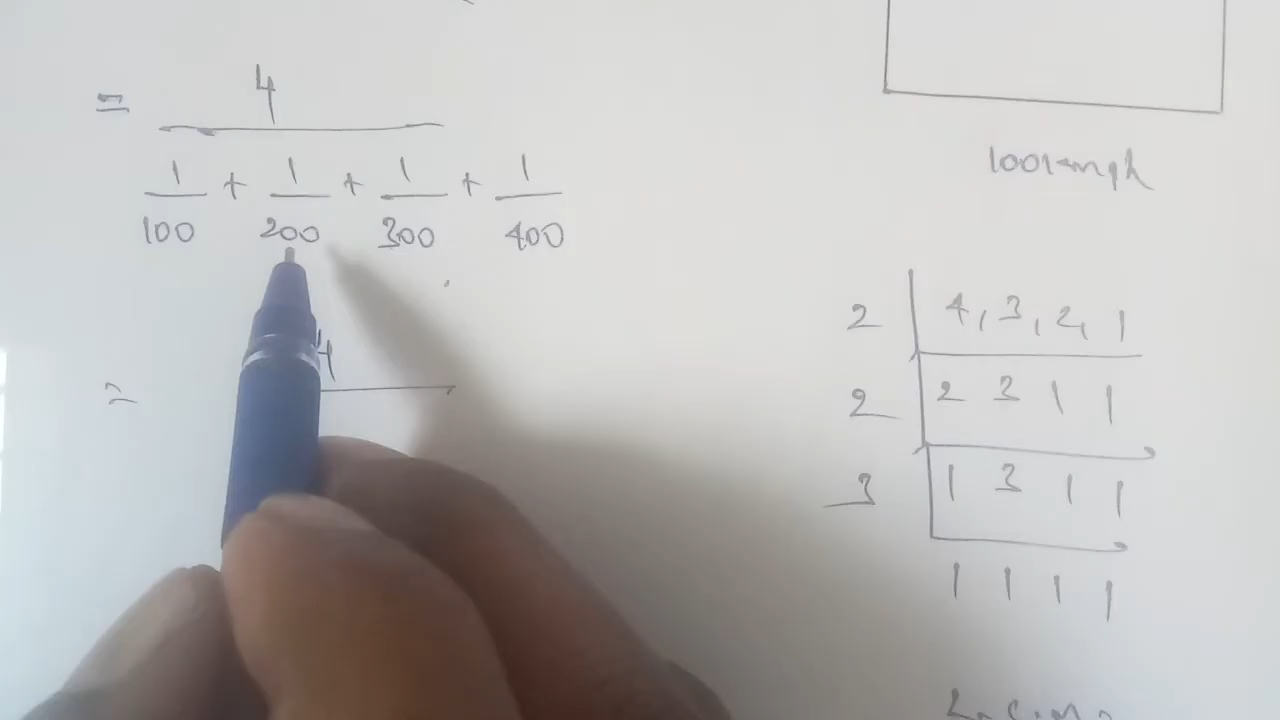 = 4
1 + 1 + 1 + 1
100 200 300 400
= 4
100kmph
2 4, 3, 2, 1
2 2 3 1 1
3 1 3 1 1
1 1 1 1
L.C.M.